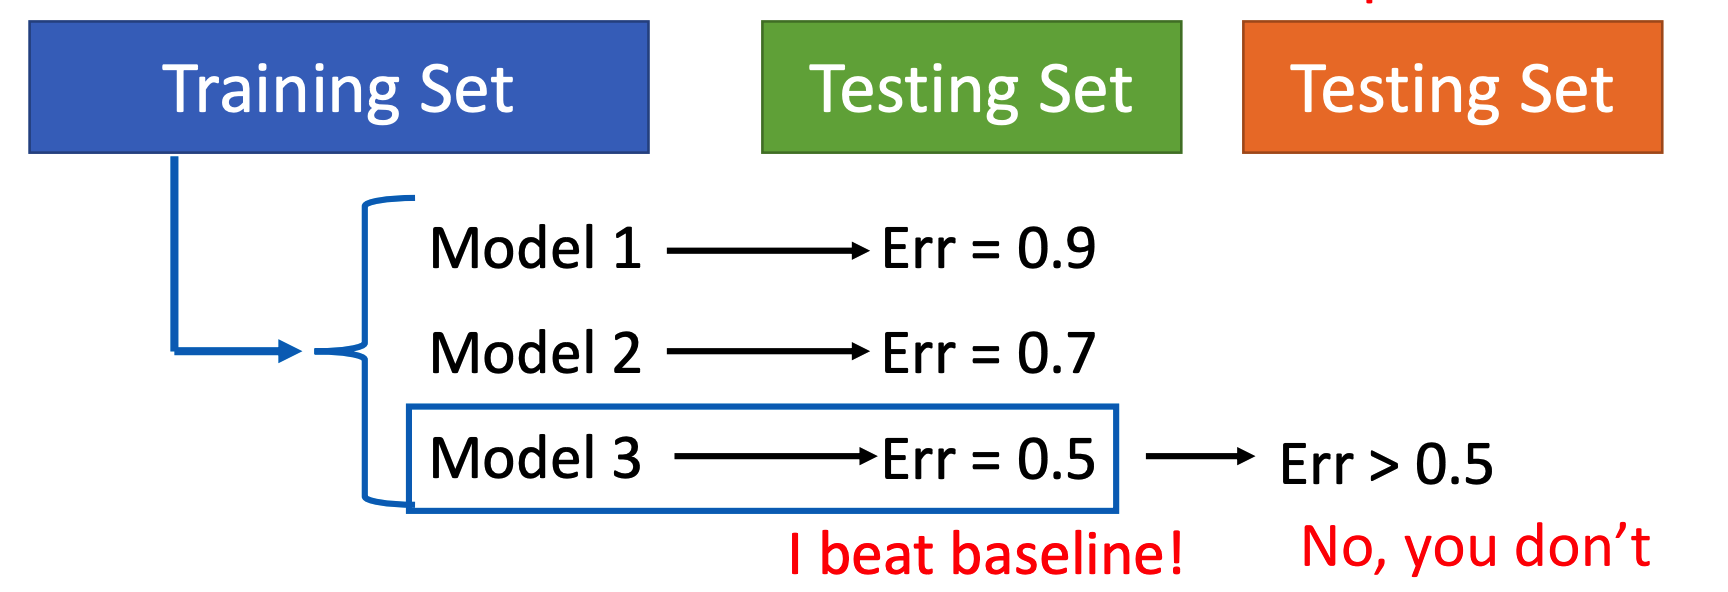 Training Set
Testing Set
Testing Set
Model 1
Err = 0.9
Model 2
Err = 0.7
Model 3
Err = 0.5
Err > 0.5
I beat baseline!
No, you don’t